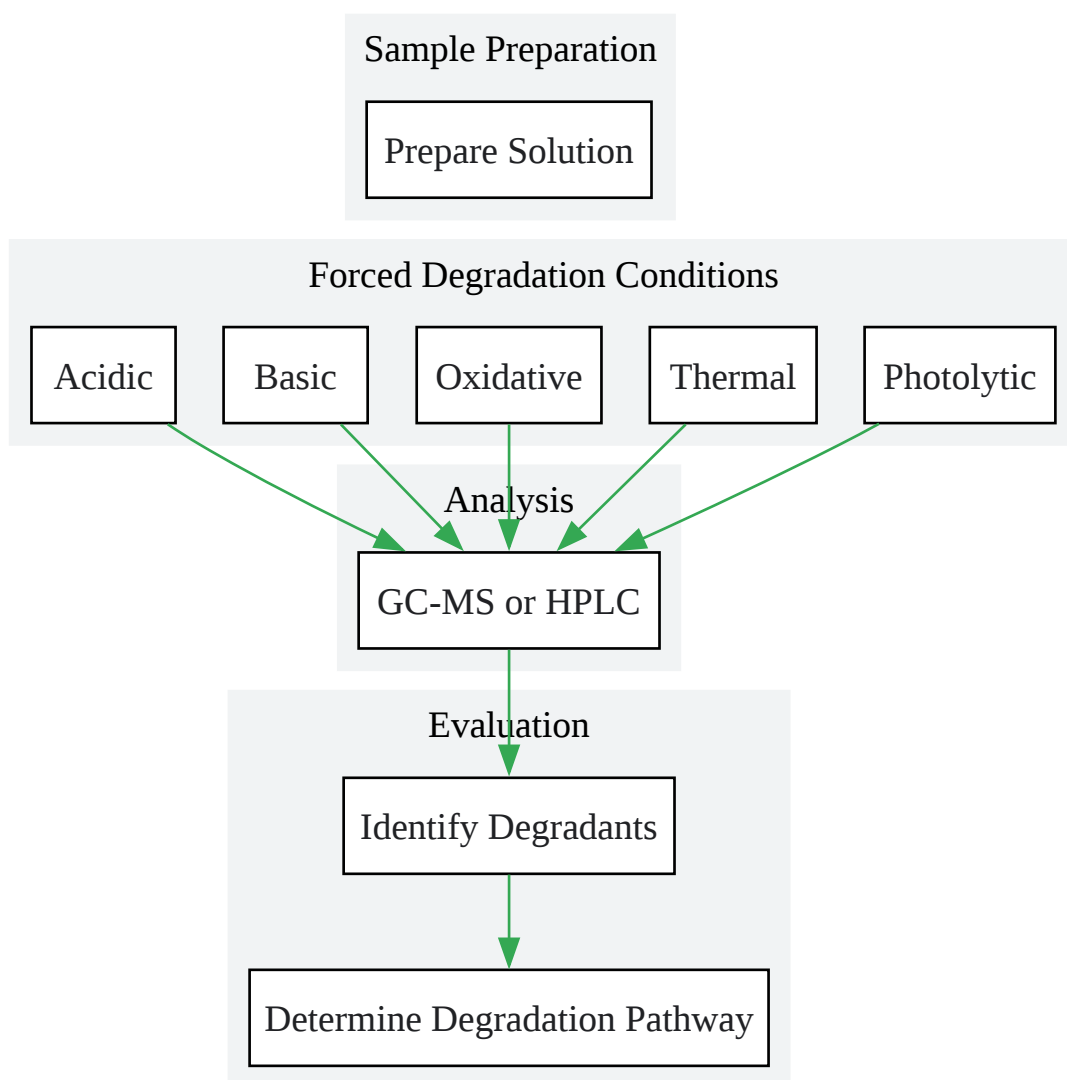 Sample Preparation
Prepare Solution
Forced Degradation Conditions
Acidic
Basic
Oxidative
Thermal
Photolytic
Analysis
GC-MS or HPLC
Evaluation
Identify Degradants
Determine Degradation Pathway